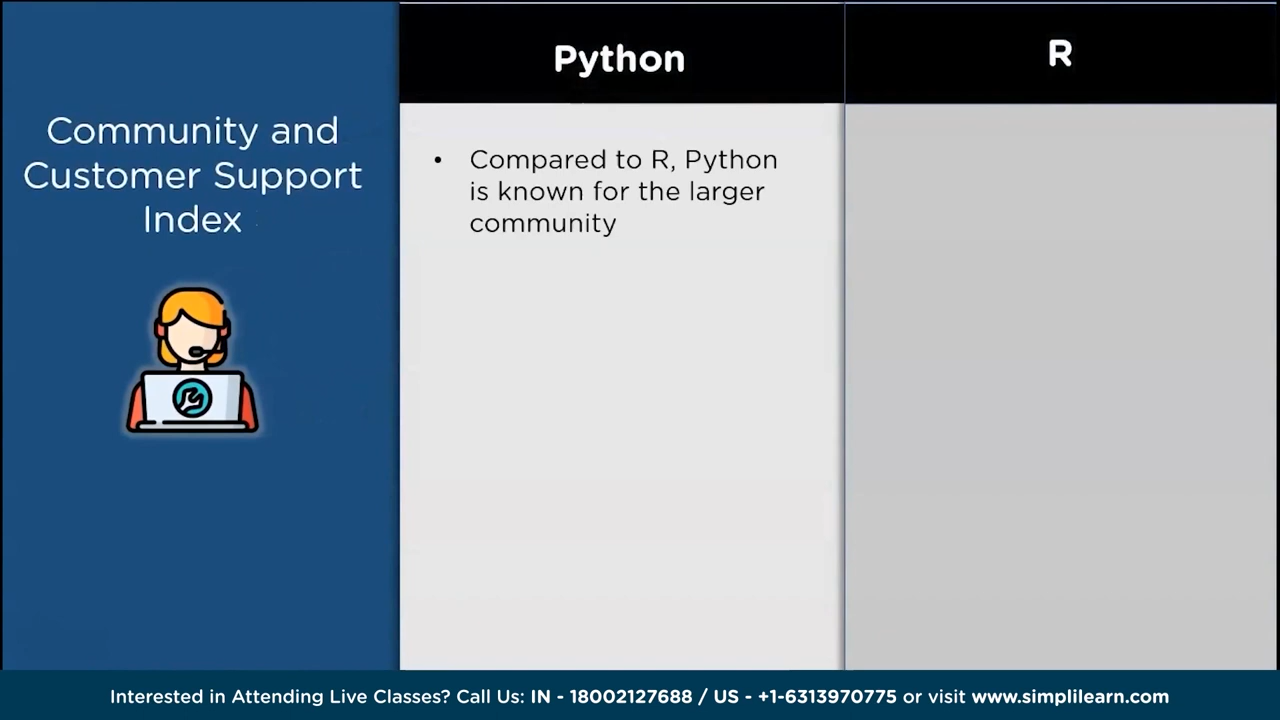 Community and
Customer Support
Index
Python
R
• Compared to R, Python
is known for the larger
community
Interested in Attending Live Classes? Call Us: IN - 18002127688 / US - +1-6313970775 or visit www.simplilearn.com